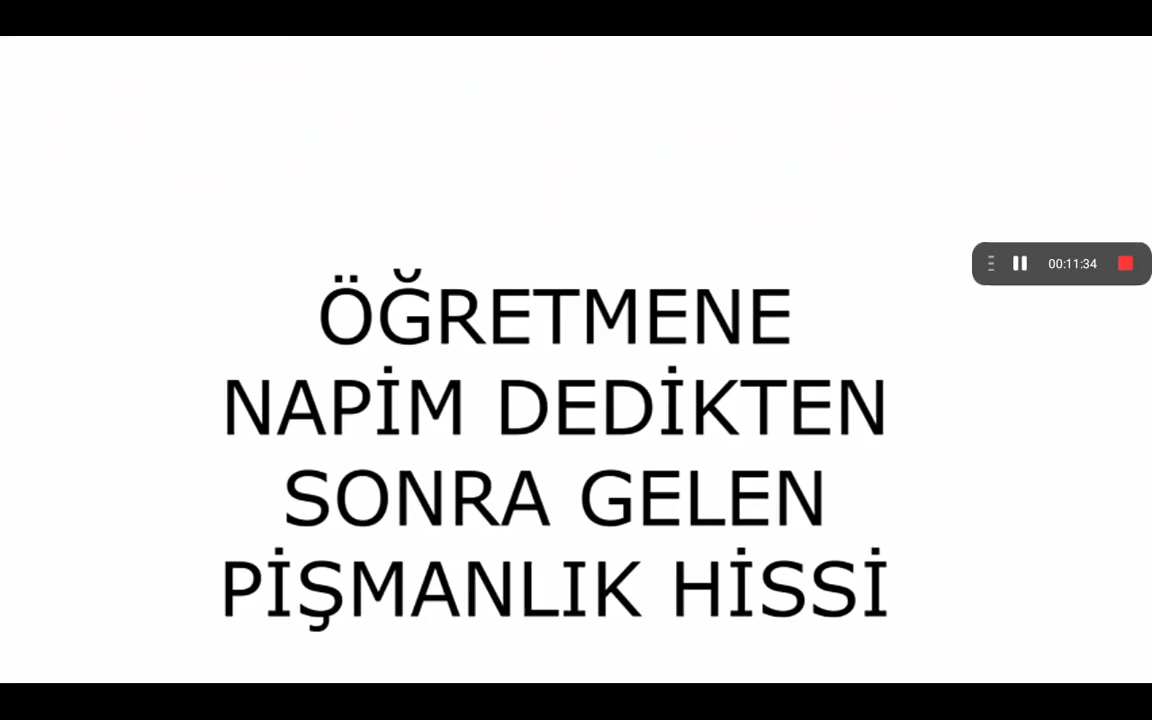 ÖĞRETMENE
NAPİM DEDİKTEN
SONRA GELEN
PİŞMANLIK HİSSİ
00:11:34